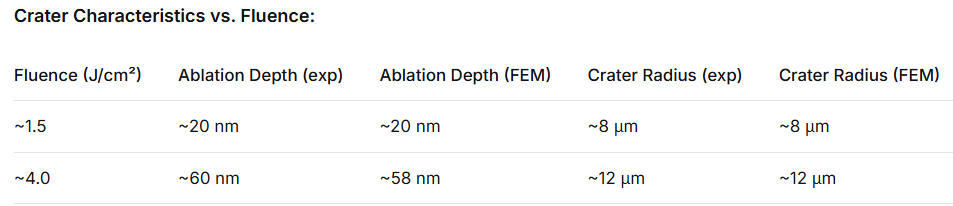 Crater Characteristics vs. Fluence:
Fluence (J/cm²) Ablation Depth (exp) Ablation Depth (FEM) Crater Radius (exp) Crater Radius (FEM)
~1.5 ~20 nm ~20 nm ~8 μm ~8 μm
~4.0 ~60 nm ~58 nm ~12 μm ~12 μm